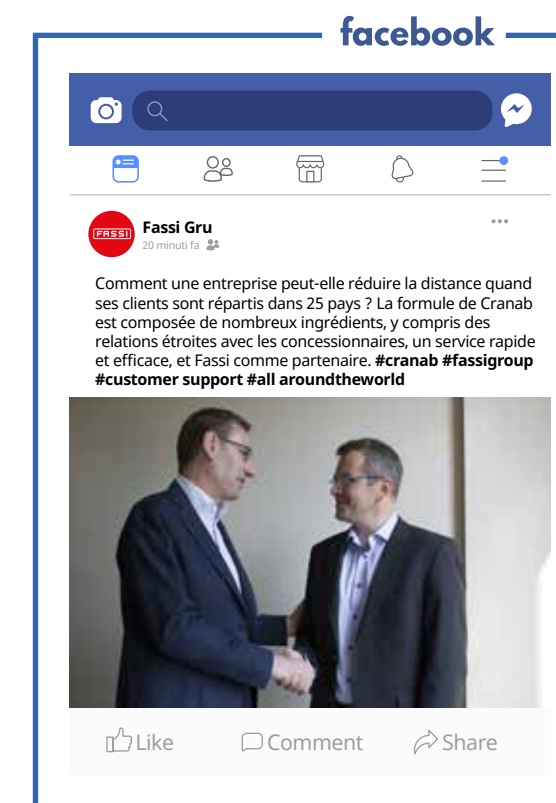 facebook
FASSI
Fassi Gru
20 minuti fa
Comment une entreprise peut-elle réduire la distance quand
ses clients sont répartis dans 25 pays ? La formule de Cranab
est composée de nombreux ingrédients, y compris des
relations étroites avec les concessionnaires, un service rapide
et efficace, et Fassi comme partenaire. #cranab #fassigroup
#customer support #all aroundtheworld
Like
Comment
Share